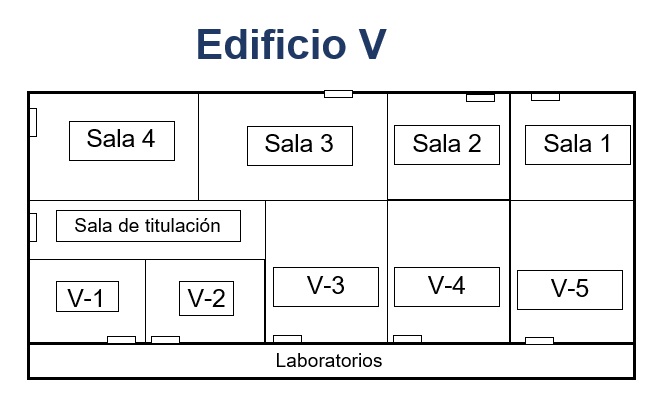 Edificio V
Sala 4
Sala 3
Sala 2
Sala 1
Sala de titulación
V-1
V-2
V-3
V-4
V-5
Laboratorios